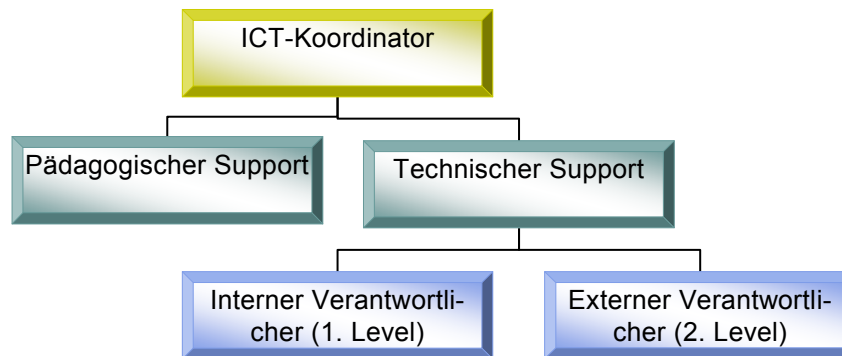 ICT-Koordinator
Pädagogischer Support
Technischer Support
Interner Verantwortli-
cher (1. Level)
Externer Verantwortli-
cher (2. Level)